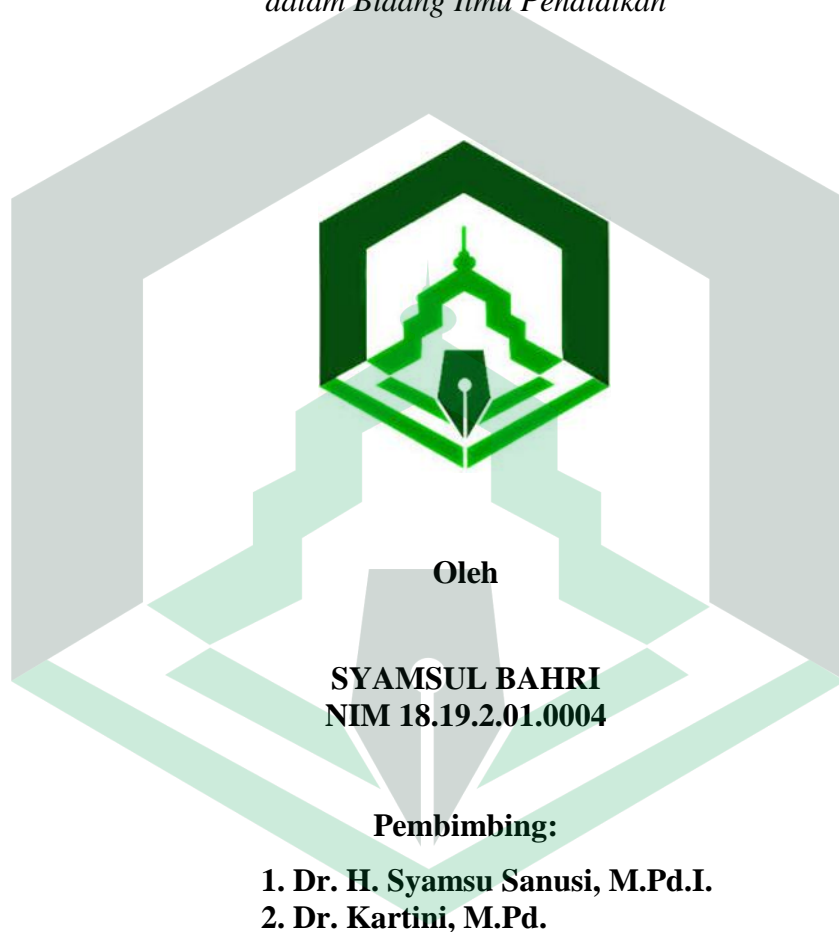 dalam Bidang Ilmu Pendidikan
Oleh
SYAMSUL BAHRI
NIM 18.19.2.01.0004
Pembimbing:
1. Dr. H. Syamsu Sanusi, M.Pd.I.
2. Dr. Kartini, M.Pd.